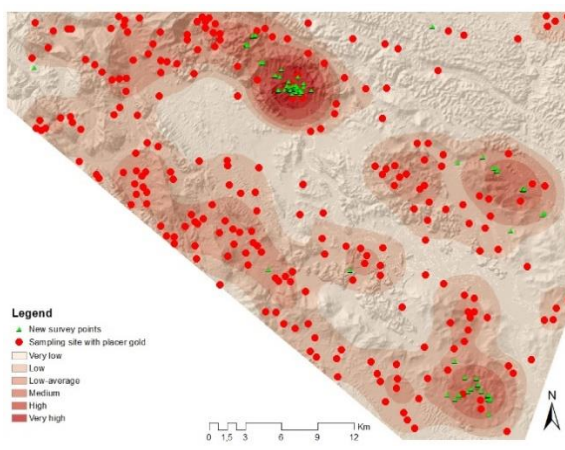 Legend
New survey points
Sampling site with placer gold
Very low
Low
Low-average
Medium
High
Very high
Km
0 1,5 3 6 9 12
N